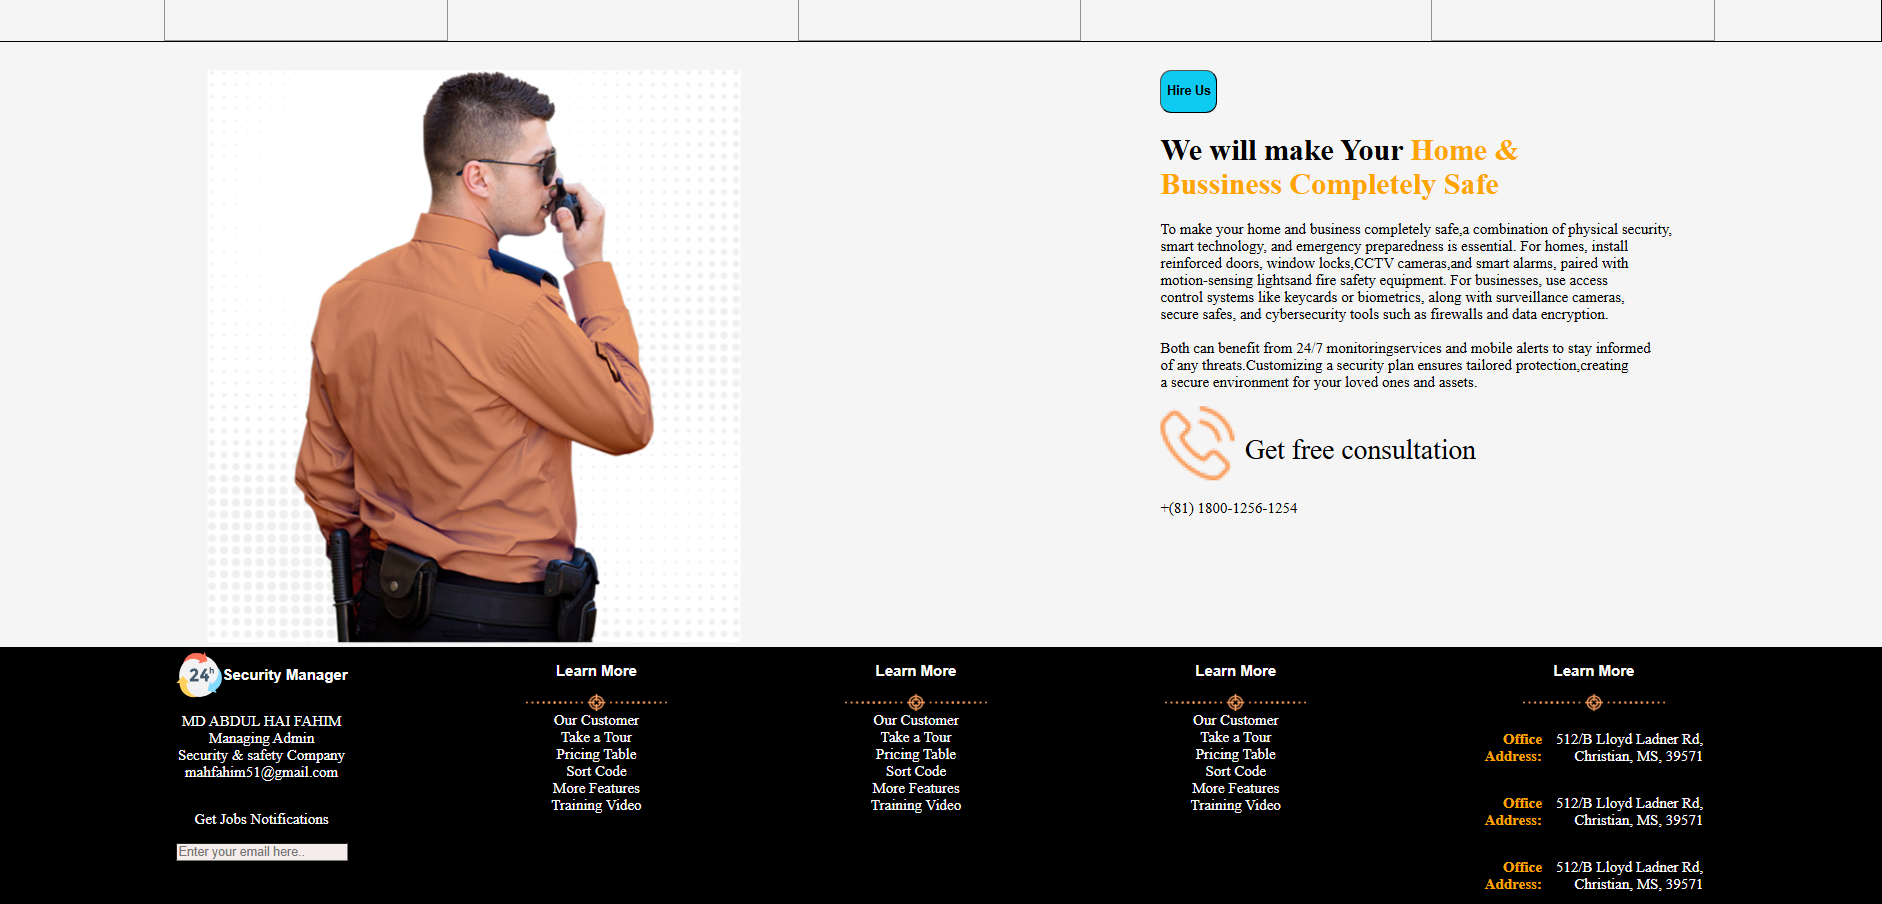 Hire Us
We will make Your Home &
Bussiness Completely Safe
To make your home and business completely safe,a combination of physical security,
smart technology, and emergency preparedness is essential. For homes, install
reinforced doors, window locks,CCTV cameras,and smart alarms, paired with
motion-sensing lightsand fire safety equipment. For businesses, use access
control systems like keycards or biometrics, along with surveillance cameras,
secure safes, and cybersecurity tools such as firewalls and data encryption.
Both can benefit from 24/7 monitoringservices and mobile alerts to stay informed
of any threats.Customizing a security plan ensures tailored protection,creating
a secure environment for your loved ones and assets.
Get free consultation
+(81) 1800-1256-1254
24h Security Manager
MD ABDUL HAI FAHIM
Managing Admin
Security & safety Company
mahfahim51@gmail.com
Get Jobs Notifications
Enter your email here..
Learn More
Our Customer
Take a Tour
Pricing Table
Sort Code
More Features
Training Video
Learn More
Our Customer
Take a Tour
Pricing Table
Sort Code
More Features
Training Video
Learn More
Our Customer
Take a Tour
Pricing Table
Sort Code
More Features
Training Video
Learn More
Office 512/B Lloyd Ladner Rd,
Address: Christian, MS, 39571
Office 512/B Lloyd Ladner Rd,
Address: Christian, MS, 39571
Office 512/B Lloyd Ladner Rd,
Address: Christian, MS, 39571